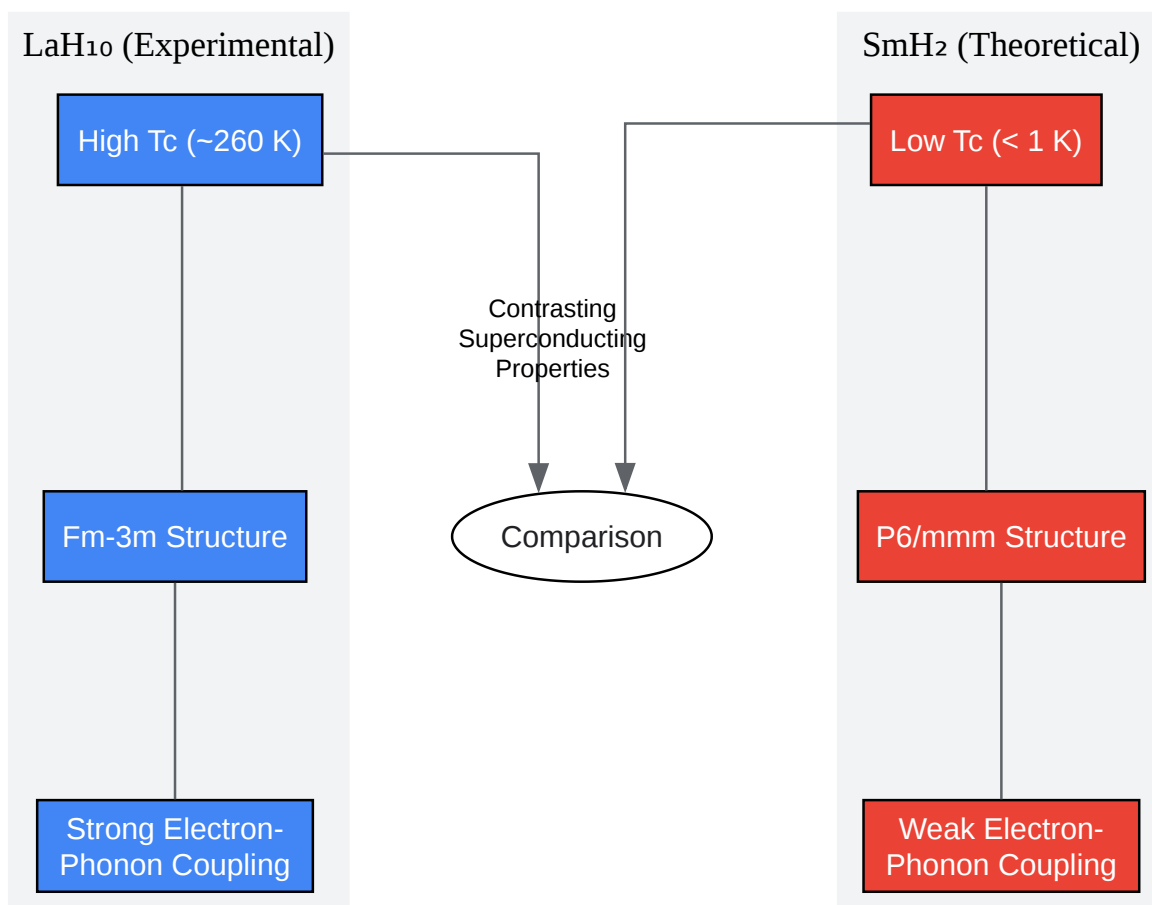 LaH₁₀ (Experimental)
High Tc (~260 K)
Fm-3m Structure
Strong Electron-
Phonon Coupling
Contrasting
Superconducting
Properties
Comparison
SmH₂ (Theoretical)
Low Tc (< 1 K)
P6/mmm Structure
Weak Electron-
Phonon Coupling